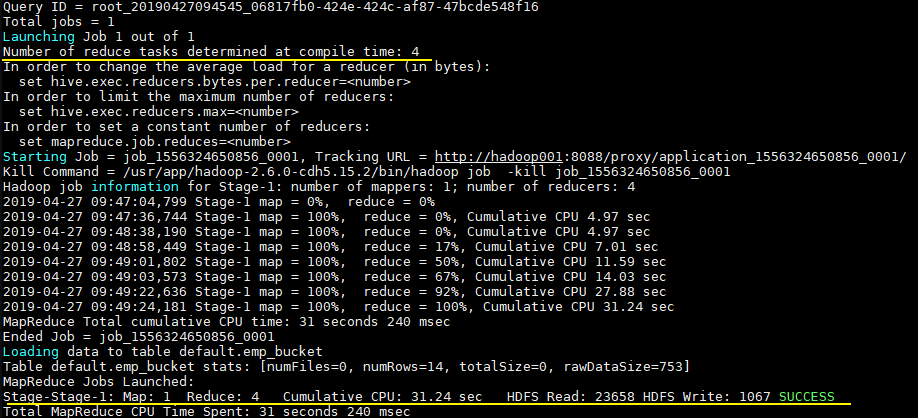 Query ID = root_20190427094545_06817fb0-424e-424c-af87-47bcde548f16
Total jobs = 1
Launching Job 1 out of 1
Number of reduce tasks determined at compile time: 4
In order to change the average load for a reducer (in bytes):
  set hive.exec.reducers.bytes.per.reducer=<number>
In order to limit the maximum number of reducers:
  set hive.exec.reducers.max=<number>
In order to set a constant number of reducers:
  set mapreduce.job.reduces=<number>
Starting Job = job_1556324650856_0001, Tracking URL = http://hadoop001:8088/proxy/application_1556324650856_0001/
Kill Command = /usr/app/hadoop-2.6.0-cdh5.15.2/bin/hadoop job  -kill job_1556324650856_0001
Hadoop job information for Stage-1: number of mappers: 1; number of reducers: 4
2019-04-27 09:47:04,799 Stage-1 map = 0%,  reduce = 0%
2019-04-27 09:47:36,744 Stage-1 map = 100%,  reduce = 0%, Cumulative CPU 4.97 sec
2019-04-27 09:48:38,190 Stage-1 map = 100%,  reduce = 0%, Cumulative CPU 4.97 sec
2019-04-27 09:48:58,449 Stage-1 map = 100%,  reduce = 17%, Cumulative CPU 7.01 sec
2019-04-27 09:49:01,802 Stage-1 map = 100%,  reduce = 50%, Cumulative CPU 11.59 sec
2019-04-27 09:49:03,573 Stage-1 map = 100%,  reduce = 67%, Cumulative CPU 14.03 sec
2019-04-27 09:49:22,636 Stage-1 map = 100%,  reduce = 92%, Cumulative CPU 27.88 sec
2019-04-27 09:49:24,181 Stage-1 map = 100%,  reduce = 100%, Cumulative CPU 31.24 sec
MapReduce Total cumulative CPU time: 31 seconds 240 msec
Ended Job = job_1556324650856_0001
Loading data to table default.emp_bucket
Table default.emp_bucket stats: [numFiles=0, numRows=14, totalSize=0, rawDataSize=753]
MapReduce Jobs Launched:
Stage-Stage-1: Map: 1  Reduce: 4   Cumulative CPU: 31.24 sec   HDFS Read: 23658 HDFS Write: 1067 SUCCESS
Total MapReduce CPU Time Spent: 31 seconds 240 msec